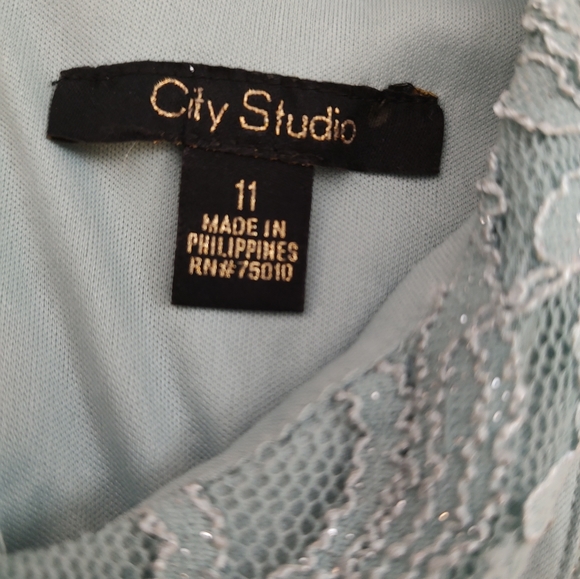 City Studio
11
MADE IN
PHILIPPINES
RN#75010